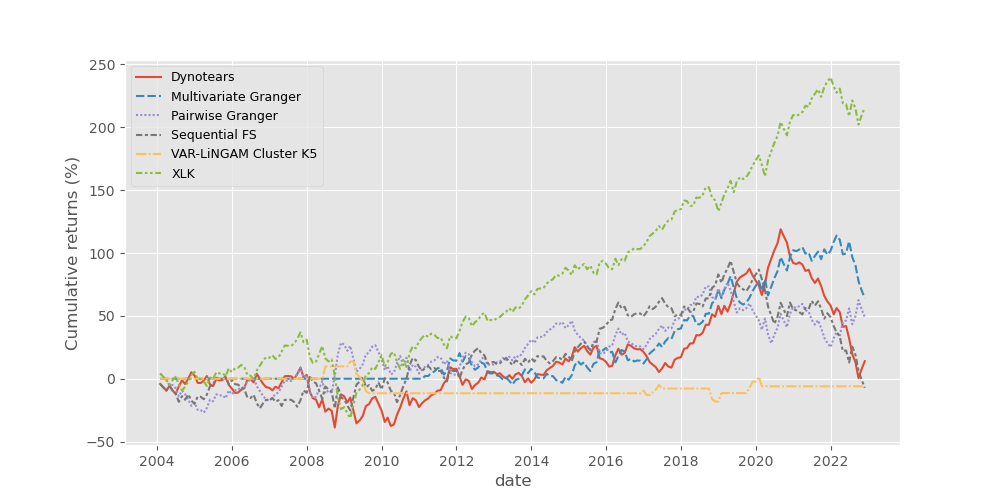 250
200
150
100
50
0
−50
Cumulative returns (%)
Dynotears
Multivariate Granger
Pairwise Granger
Sequential FS
VAR-LiNGAM Cluster K5
XLK
2004 2006 2008 2010 2012 2014 2016 2018 2020 2022
date